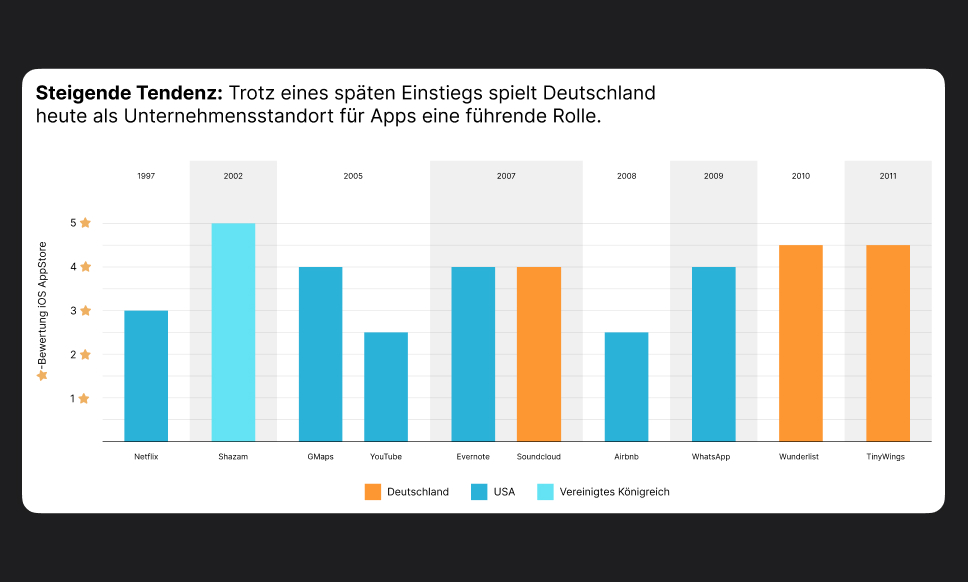 Steigende Tendenz: Trotz eines späten Einstiegs spielt Deutschland
heute als Unternehmensstandort für Apps eine führende Rolle.
1997 2002 2005 2007 2008 2009 2010 2011
5
4
3
2
1
-Bewertung iOS AppStore
Netflix Shazam GMaps YouTube Evernote Soundcloud Airbnb WhatsApp Wunderlist TinyWings
Deutschland USA Vereinigtes Königreich